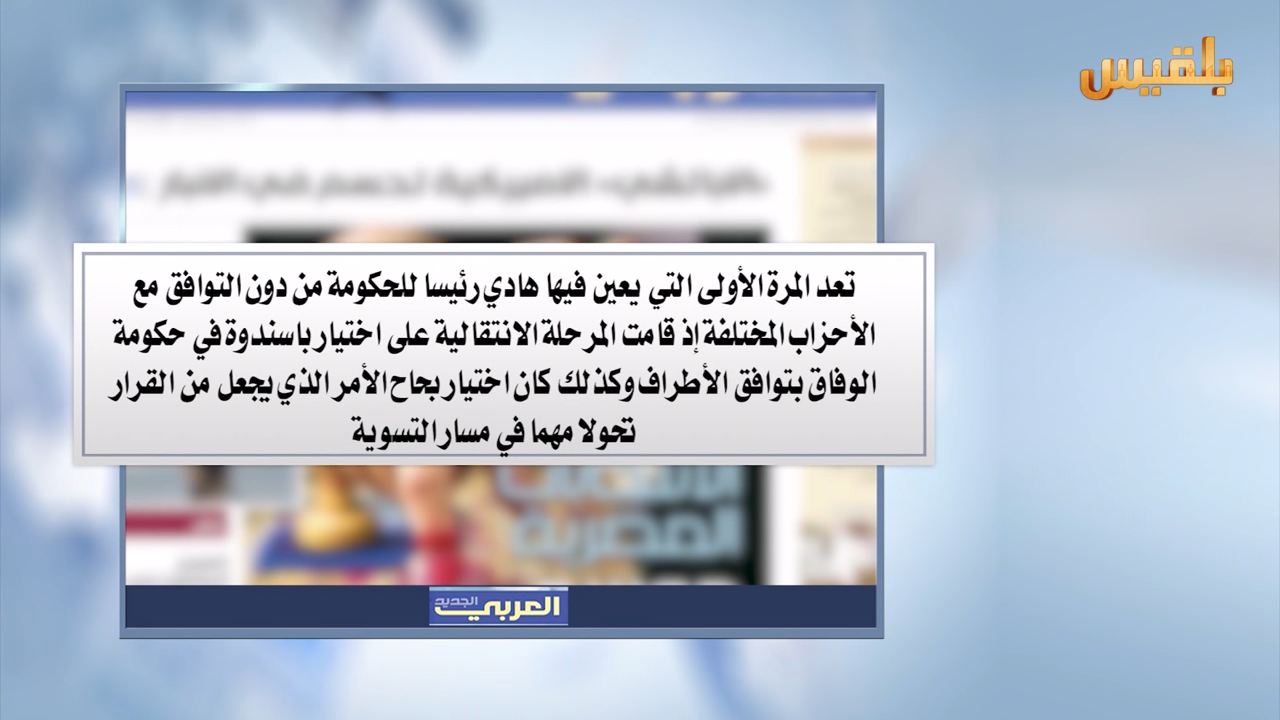 بلقيس
تعد المرة الأولى التي يعين فيها هادي رئيسا للحكومة من دون التوافق مع
الأحزاب المختلفة إذ قامت المرحلة الانتقالية على اختيار باسندوة في حكومة
الوفاق بتوافق الأطراف وكذلك كان اختيار بحاح الأمر الذي يجعل من القرار
تحولا مهما في مسار التسوية
المصرية
العربي الجديد